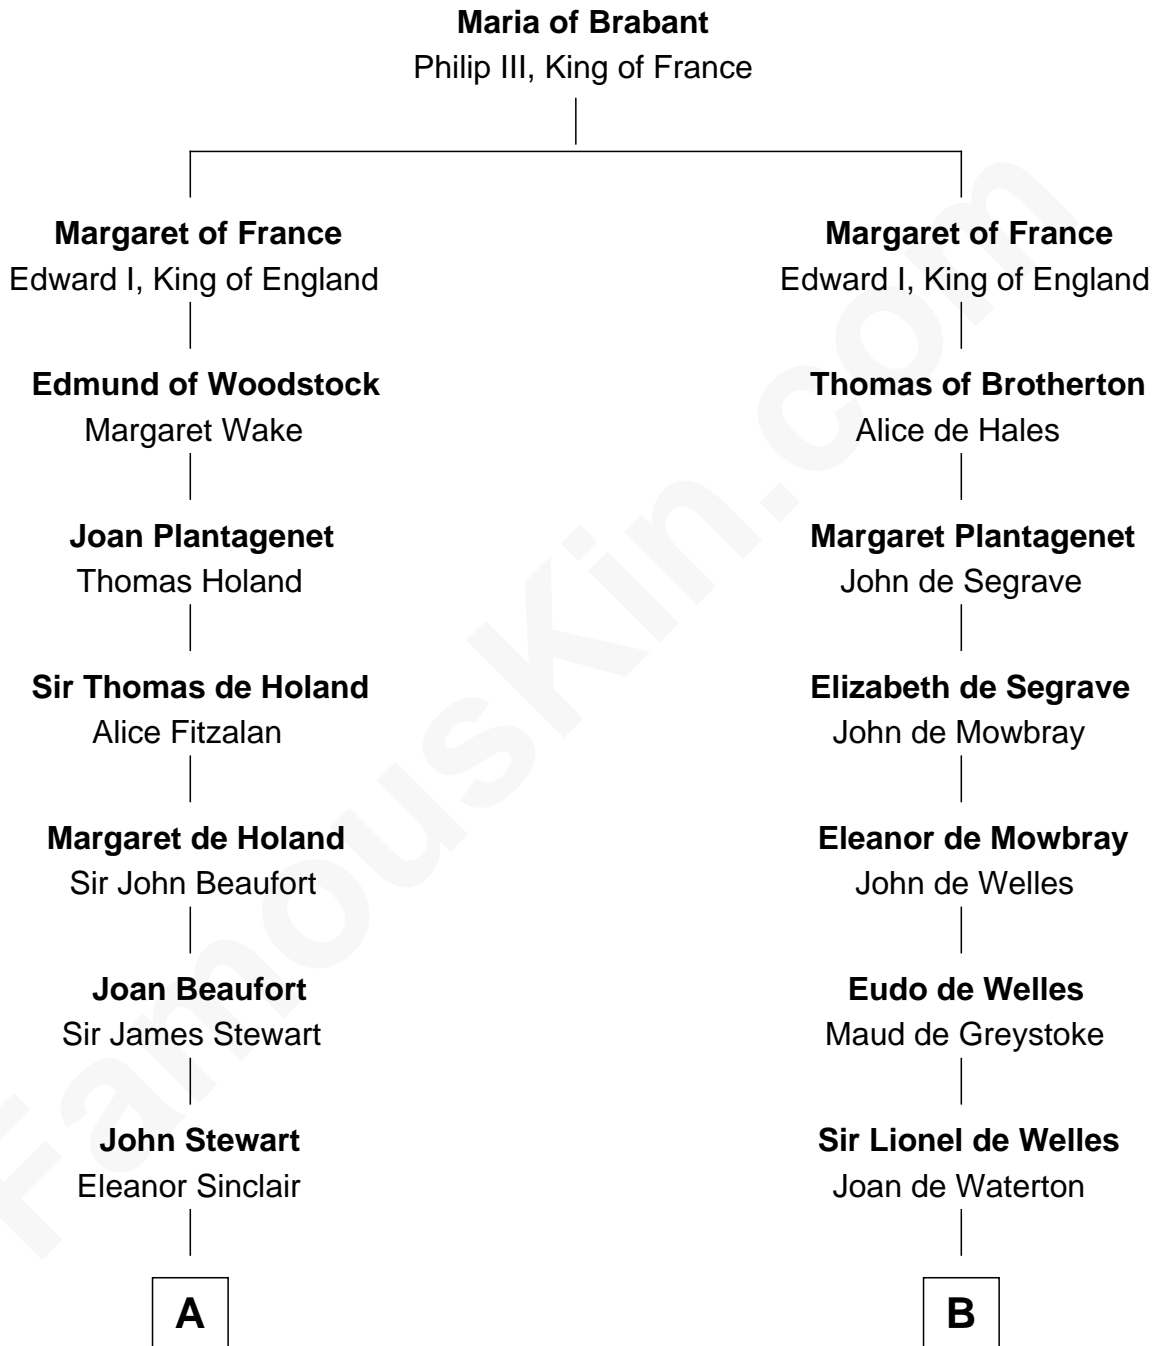 Maria of Brabant
Philip III, King of France
Margaret of France
Edward I, King of England
Edmund of Woodstock
Margaret Wake
Joan Plantagenet
Thomas Holand
Sir Thomas de Holand
Alice Fitzalan
Margaret de Holand
Sir John Beaufort
Joan Beaufort
Sir James Stewart
John Stewart
Eleanor Sinclair
A
Margaret of France
Edward I, King of England
Thomas of Brotherton
Alice de Hales
Margaret Plantagenet
John de Segrave
Elizabeth de Segrave
John de Mowbray
Eleanor de Mowbray
John de Welles
Eudo de Welles
Maud de Greystoke
Sir Lionel de Welles
Joan de Waterton
B
FamousKin.com